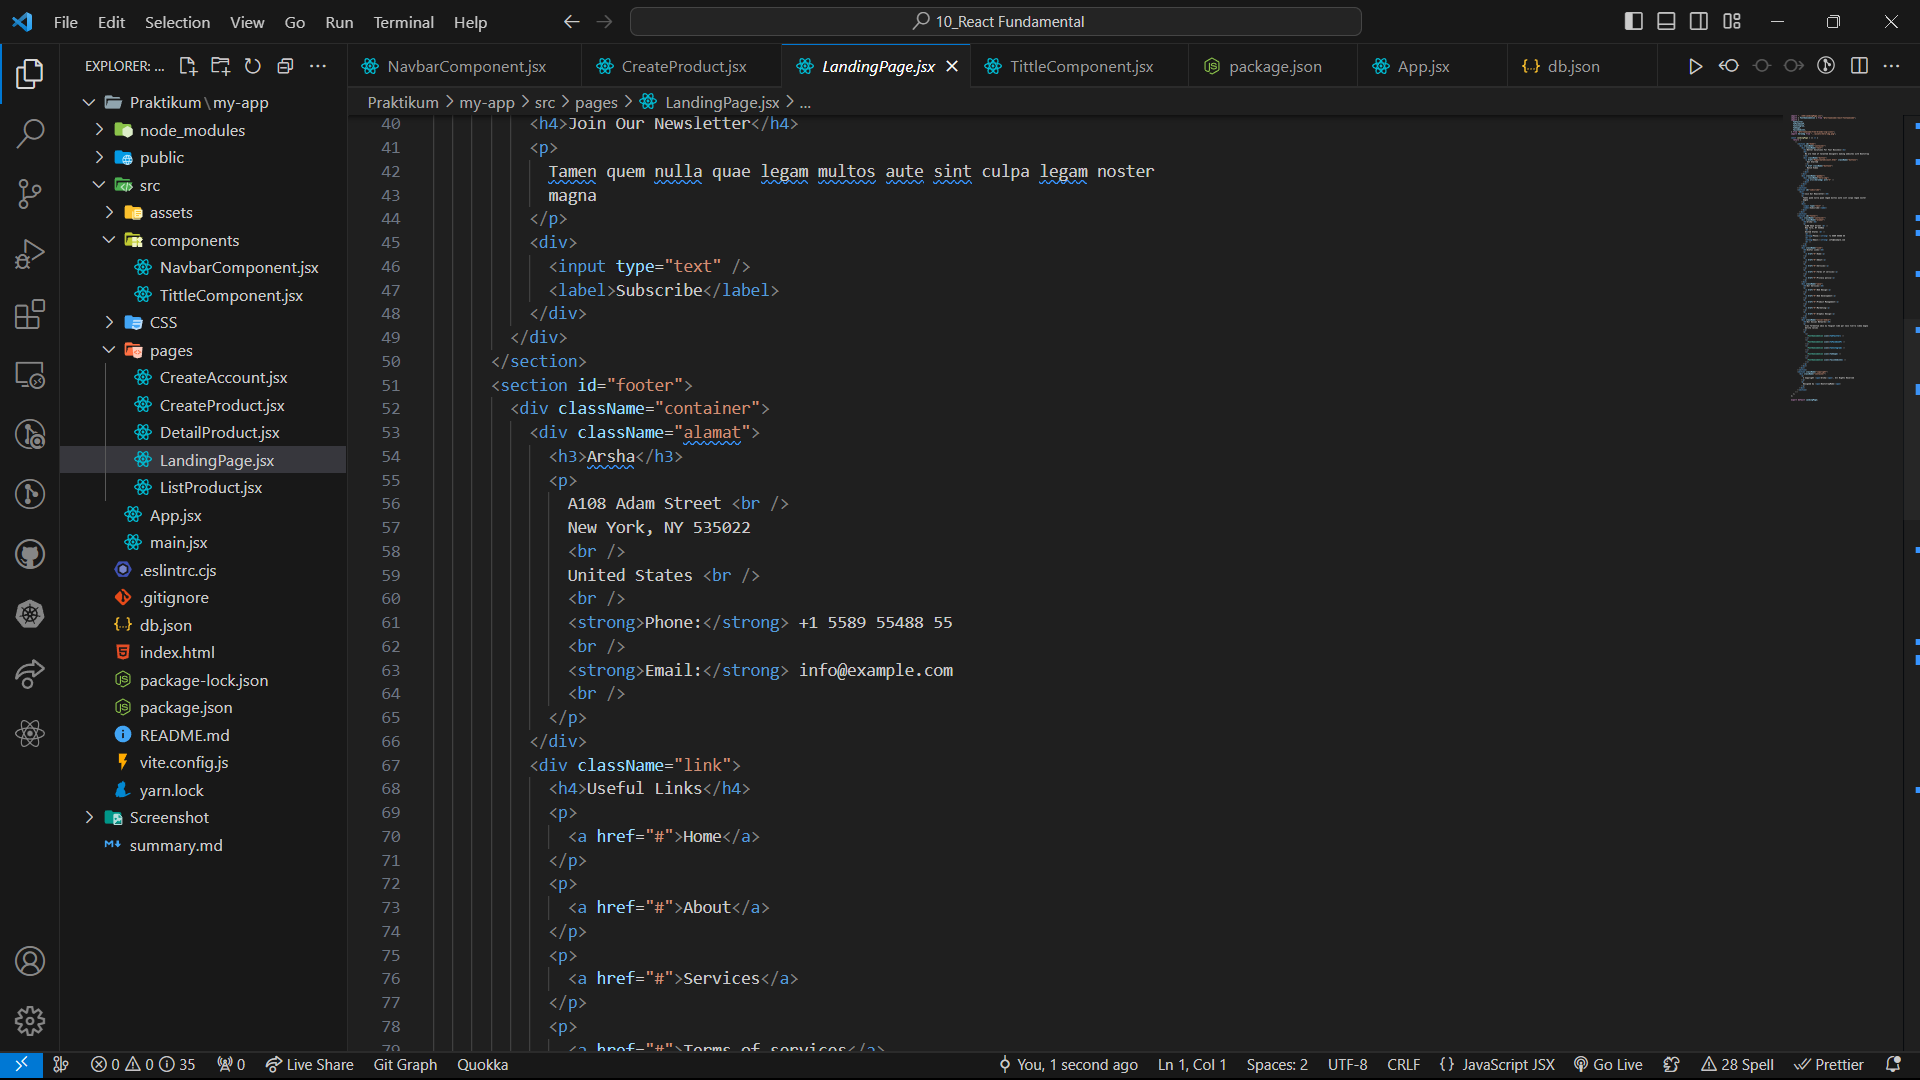 File Edit Selection View Go Run Terminal Help
10_React Fundamental
EXPLORER: ...
NavbarComponent.jsx CreateProduct.jsx LandingPage.jsx TittleComponent.jsx package.json App.jsx db.json
Praktikum > my-app > src > pages > LandingPage.jsx > ...
Praktikum\my-app
node_modules
public
src
assets
components
NavbarComponent.jsx
TittleComponent.jsx
CSS
pages
CreateAccount.jsx
CreateProduct.jsx
DetailProduct.jsx
LandingPage.jsx
ListProduct.jsx
App.jsx
main.jsx
.eslintrc.cjs
.gitignore
db.json
index.html
package-lock.json
package.json
README.md
vite.config.js
yarn.lock
Screenshot
summary.md
40 <h4>Join Our Newsletter</h4>
41 <p>
42 Tamen quem nulla quae legam multos aute sint culpa legam noster
43 magna
44 </p>
45 <div>
46 <input type="text" />
47 <label>Subscribe</label>
48 </div>
49 </div>
50 </section>
51 <section id="footer">
52 <div className="container">
53 <div className="alamat">
54 <h3>Arsha</h3>
55 <p>
56 A108 Adam Street <br />
57 New York, NY 535022
58 <br />
59 United States <br />
60 <br />
61 <strong>Phone:</strong> +1 5589 55488 55
62 <br />
63 <strong>Email:</strong> info@example.com
64 <br />
65 </p>
66 </div>
67 <div className="link">
68 <h4>Useful Links</h4>
69 <p>
70 <a href="#">Home</a>
71 </p>
72 <p>
73 <a href="#">About</a>
74 </p>
75 <p>
76 <a href="#">Services</a>
77 </p>
78 <p>
79 <a href="#">Terms of services</a>
0 0 35 0 Live Share Git Graph Quokka You, 1 second ago Ln 1, Col 1 Spaces: 2 UTF-8 CRLF {} JavaScript JSX Go Live 28 Spell Prettier